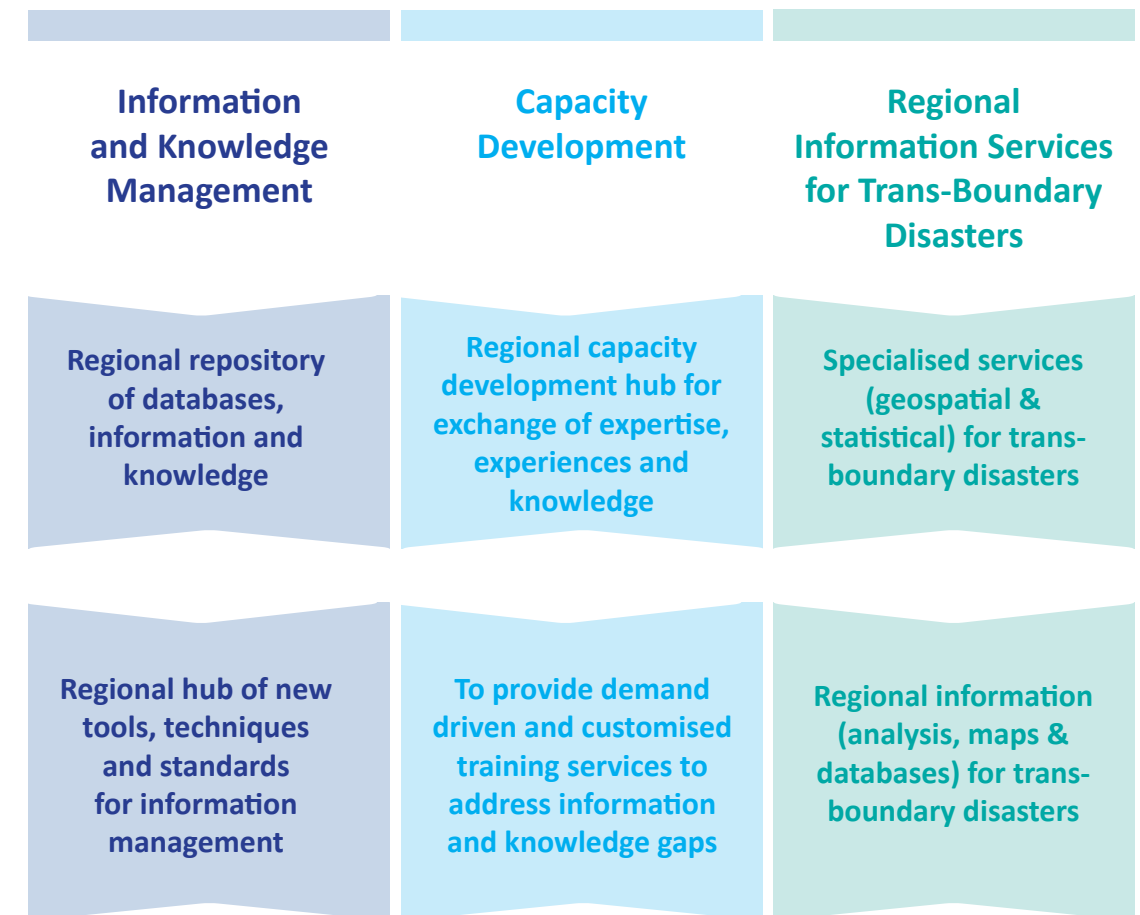 Information
and Knowledge
Management
Capacity
Development
Regional
Information Services
for Trans-Boundary
Disasters
Regional repository
of databases,
information and
knowledge
Regional capacity
development hub for
exchange of expertise,
experiences and
knowledge
Specialised services
(geospatial &
statistical) for trans-
boundary disasters
Regional hub of new
tools, techniques
and standards
for information
management
To provide demand
driven and customised
training services to
address information
and knowledge gaps
Regional information
(analysis, maps &
databases) for trans-
boundary disasters